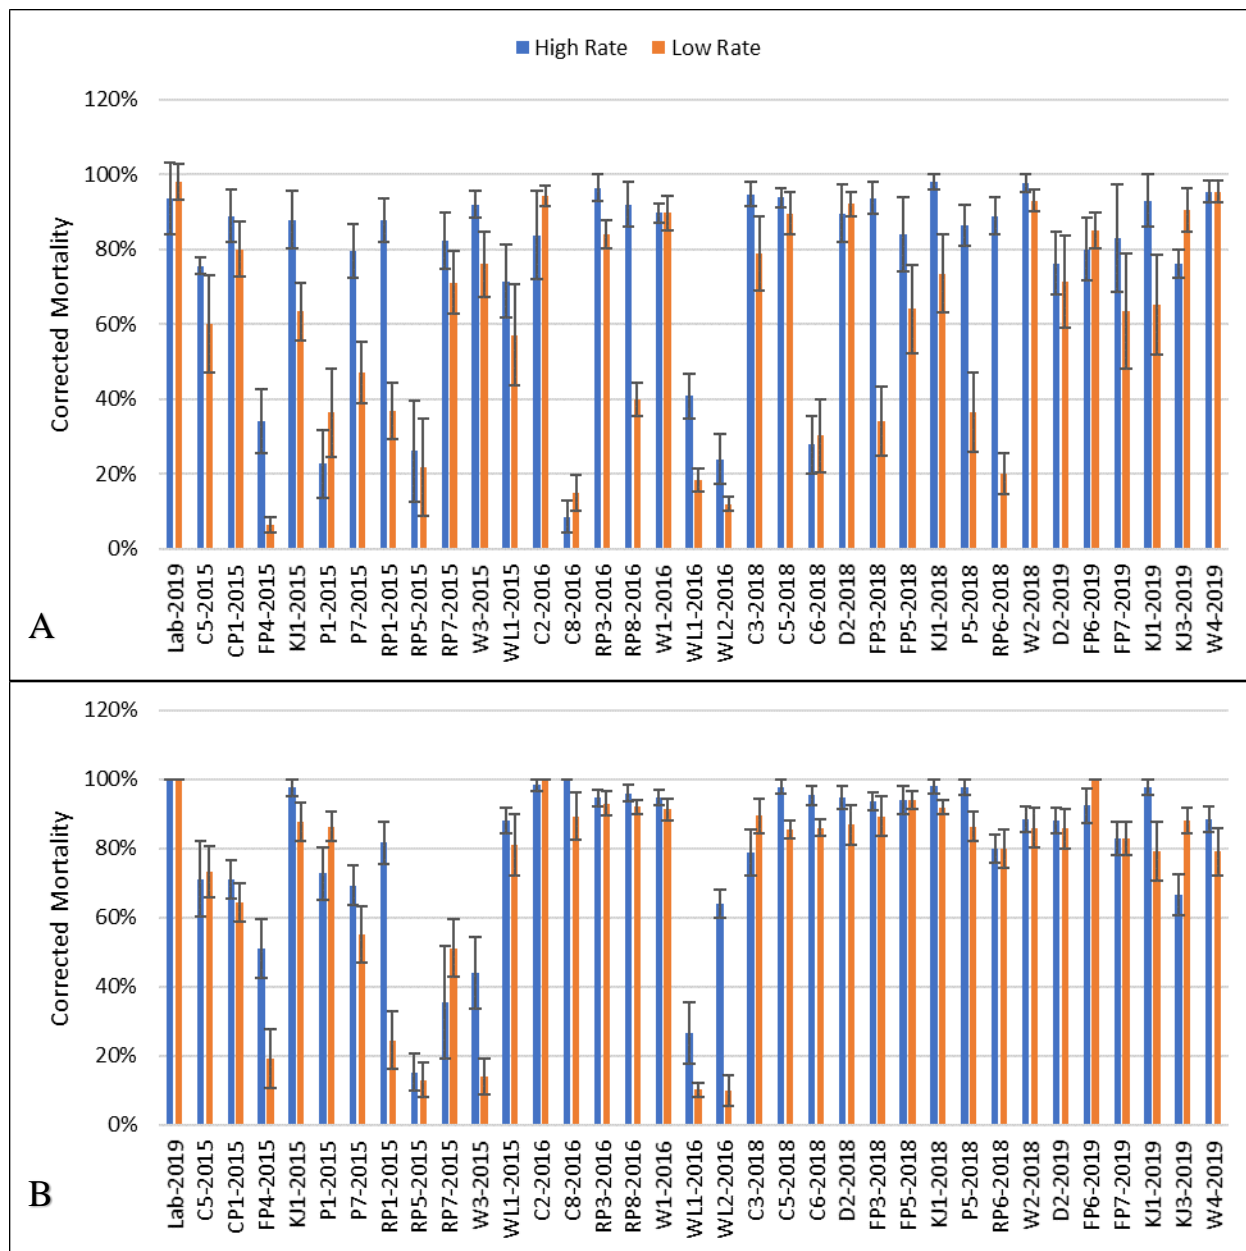 High Rate Low Rate
120%
100%
80%
60%
40%
20%
0%
Corrected Mortality
Lab-2019
C5-2015
CP1-2015
FP4-2015
KJ1-2015
P1-2015
P7-2015
RP1-2015
RP5-2015
RP7-2015
W3-2015
WL1-2015
C2-2016
C8-2016
RP3-2016
RP8-2016
W1-2016
WL1-2016
WL2-2016
C3-2018
C5-2018
C6-2018
D2-2018
FP3-2018
FP5-2018
KJ1-2018
P5-2018
RP6-2018
W2-2018
D2-2019
FP6-2019
FP7-2019
KJ1-2019
KJ3-2019
W4-2019
A
120%
100%
80%
60%
40%
20%
0%
Corrected Mortality
Lab-2019
C5-2015
CP1-2015
FP4-2015
KJ1-2015
P1-2015
P7-2015
RP1-2015
RP5-2015
RP7-2015
W3-2015
WL1-2015
C2-2016
C8-2016
RP3-2016
RP8-2016
W1-2016
WL1-2016
WL2-2016
C3-2018
C5-2018
C6-2018
D2-2018
FP3-2018
FP5-2018
KJ1-2018
P5-2018
RP6-2018
W2-2018
D2-2019
FP6-2019
FP7-2019
KJ1-2019
KJ3-2019
W4-2019
B